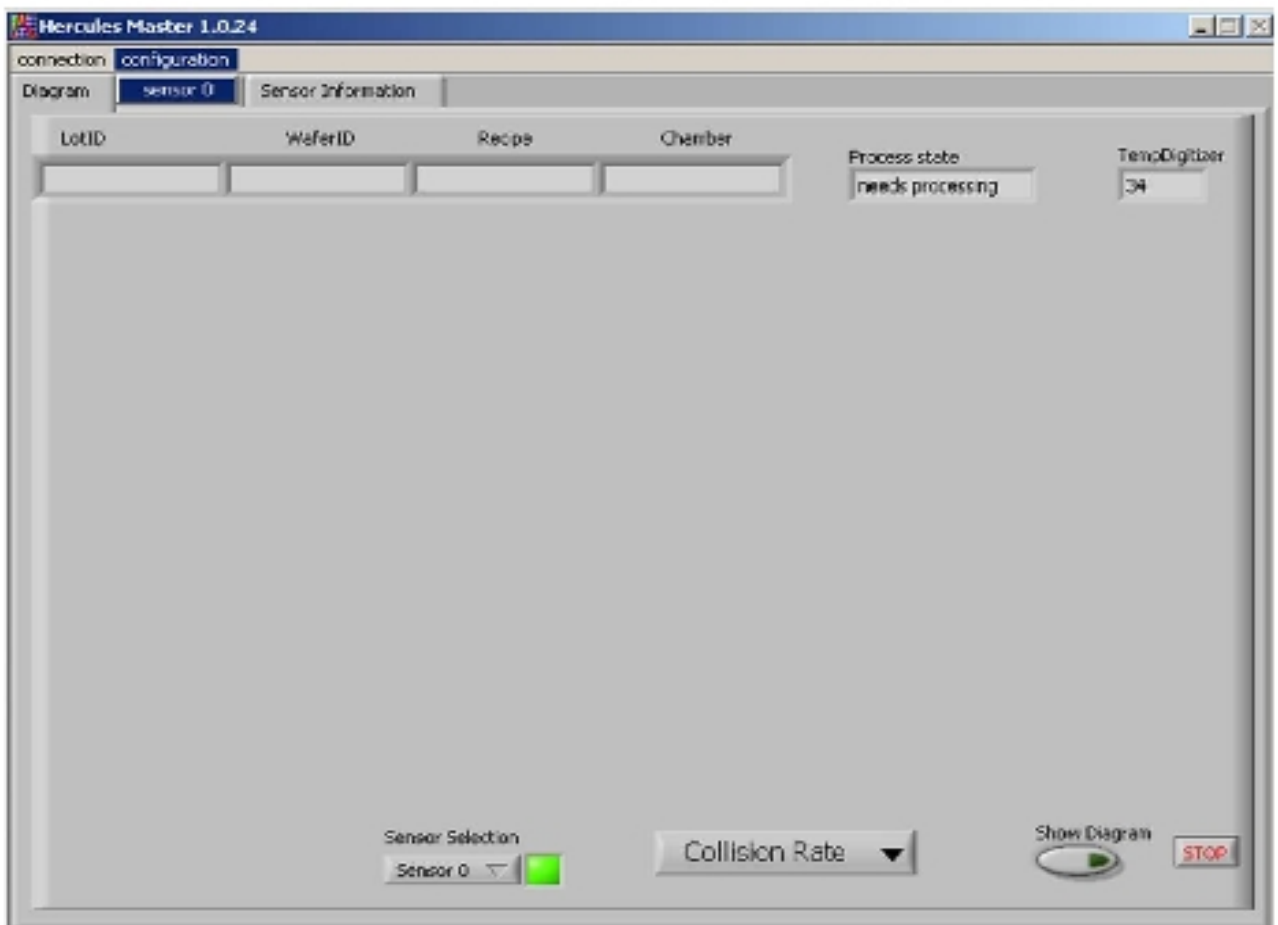 Hercules Master 1.0.24
connection configuration
Diagram sensor 0 Sensor Information
LotID WaferID Recipe Chamber
Process state TempDigitizer
needs processing 34
Sensor Selection
Sensor 0
Collision Rate
Show Diagram
STOP